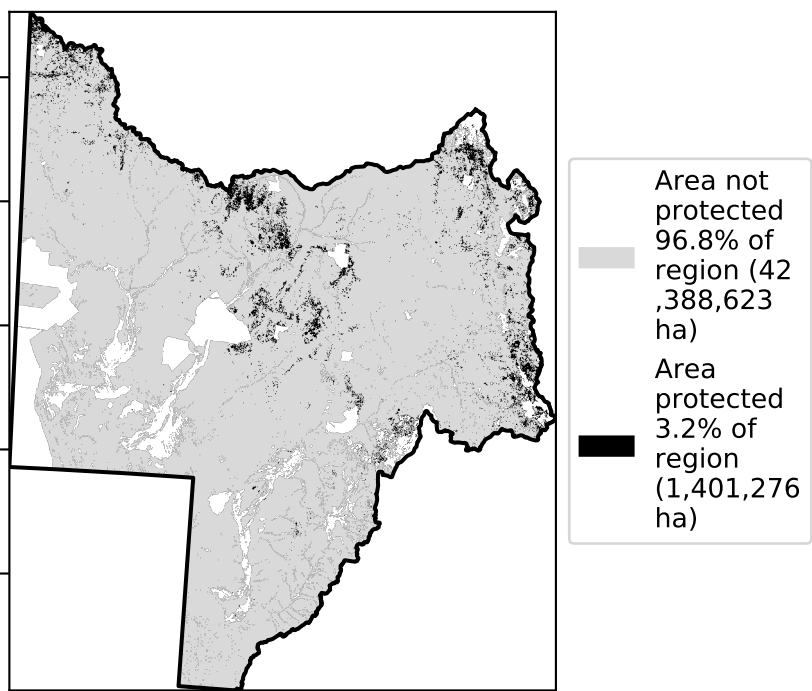 Area not
protected
96.8% of
region (42
,388,623
ha)
Area
protected
3.2% of
region
(1,401,276
ha)